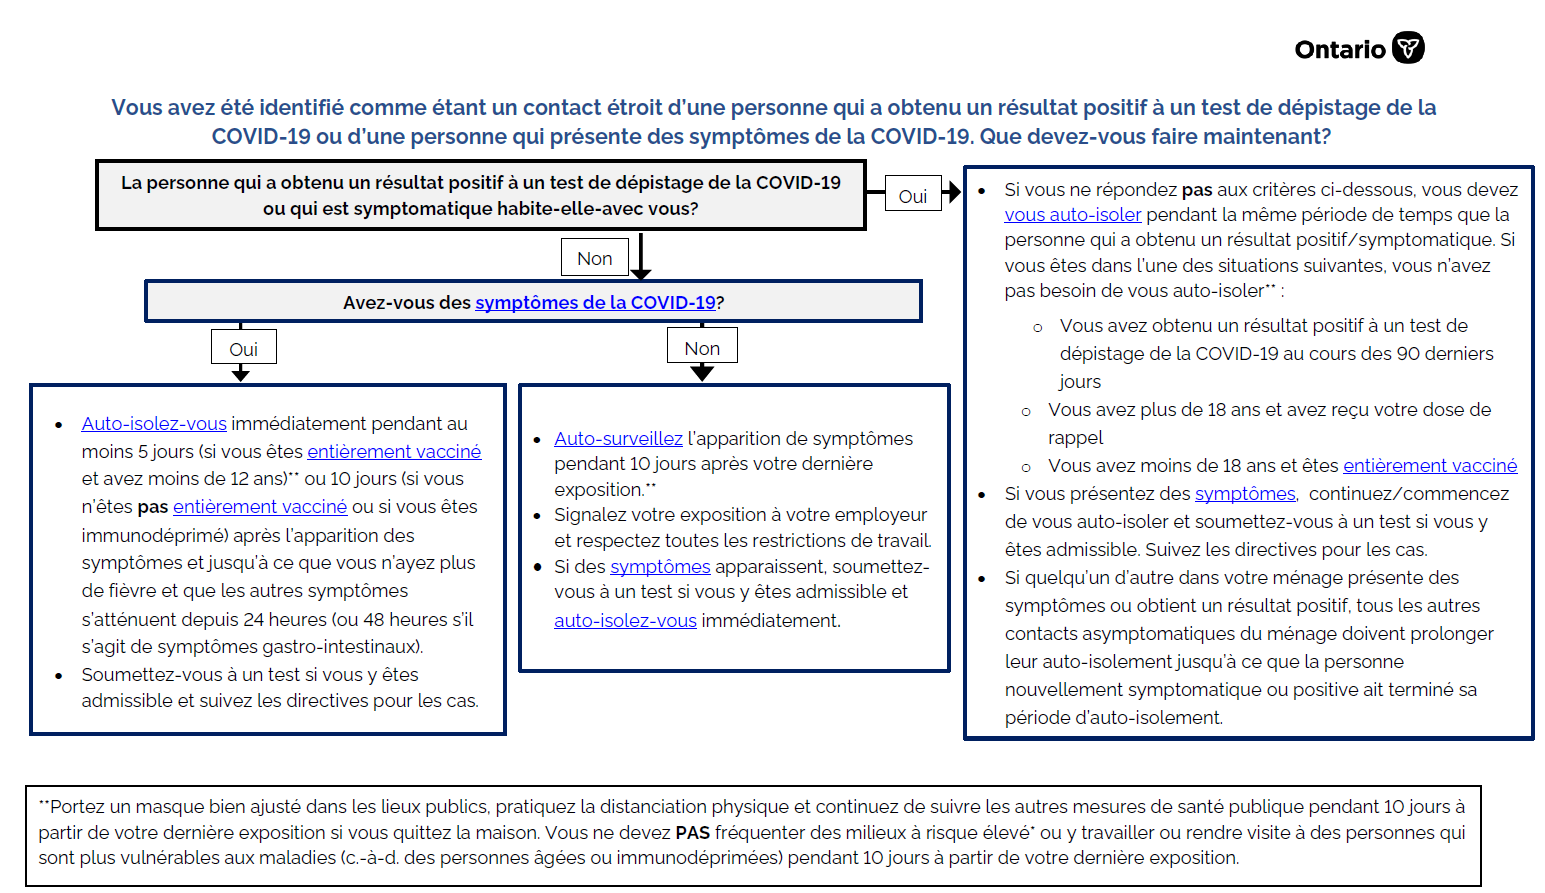 Ontario
Vous avez été identifié comme étant un contact étroit d'une personne qui a obtenu un résultat positif à un test de dépistage de la
COVID-19 ou d'une personne qui présente des symptômes de la COVID-19. Que devez-vous faire maintenant?
La personne qui a obtenu un résultat positif à un test de dépistage de la COVID-19
ou qui est symptomatique habite-elle-avec vous?
Oui
Non
Avez-vous des symptômes de la COVID-19?
Oui
Non
• Auto-isolez-vous immédiatement pendant au
moins 5 jours (si vous êtes entièrement vacciné
et avez moins de 12 ans)** ou 10 jours (si vous
n'êtes pas entièrement vacciné ou si vous êtes
immunodéprimé) après l'apparition des
symptômes et jusqu'à ce que vous n'ayez plus
de fièvre et que les autres symptômes
s'atténuent depuis 24 heures (ou 48 heures s'il
s'agit de symptômes gastro-intestinaux).
• Soumettez-vous à un test si vous y êtes
admissible et suivez les directives pour les cas.
• Auto-surveillez l'apparition de symptômes
pendant 10 jours après votre dernière
exposition.**
• Signalez votre exposition à votre employeur
et respectez toutes les restrictions de travail.
• Si des symptômes apparaissent, soumettez-
vous à un test si vous y êtes admissible et
auto-isolez-vous immédiatement.
• Si vous ne répondez pas aux critères ci-dessous, vous devez
vous auto-isoler pendant la même période de temps que la
personne qui a obtenu un résultat positif/symptomatique. Si
vous êtes dans l'une des situations suivantes, vous n'avez
pas besoin de vous auto-isoler** :
o Vous avez obtenu un résultat positif à un test de
dépistage de la COVID-19 au cours des 90 derniers
jours
o Vous avez plus de 18 ans et avez reçu votre dose de
rappel
o Vous avez moins de 18 ans et êtes entièrement vacciné
• Si vous présentez des symptômes, continuez/commencez
de vous auto-isoler et soumettez-vous à un test si vous y
êtes admissible. Suivez les directives pour les cas.
• Si quelqu'un d'autre dans votre ménage présente des
symptômes ou obtient un résultat positif, tous les autres
contacts asymptomatiques du ménage doivent prolonger
leur auto-isolement jusqu'à ce que la personne
nouvellement symptomatique ou positive ait terminé sa
période d'auto-isolement.
**Portez un masque bien ajusté dans les lieux publics, pratiquez la distanciation physique et continuez de suivre les autres mesures de santé publique pendant 10 jours à
partir de votre dernière exposition si vous quittez la maison. Vous ne devez PAS fréquenter des milieux à risque élevé* ou y travailler ou rendre visite à des personnes qui
sont plus vulnérables aux maladies (c.-à-d. des personnes âgées ou immunodéprimées) pendant 10 jours à partir de votre dernière exposition.